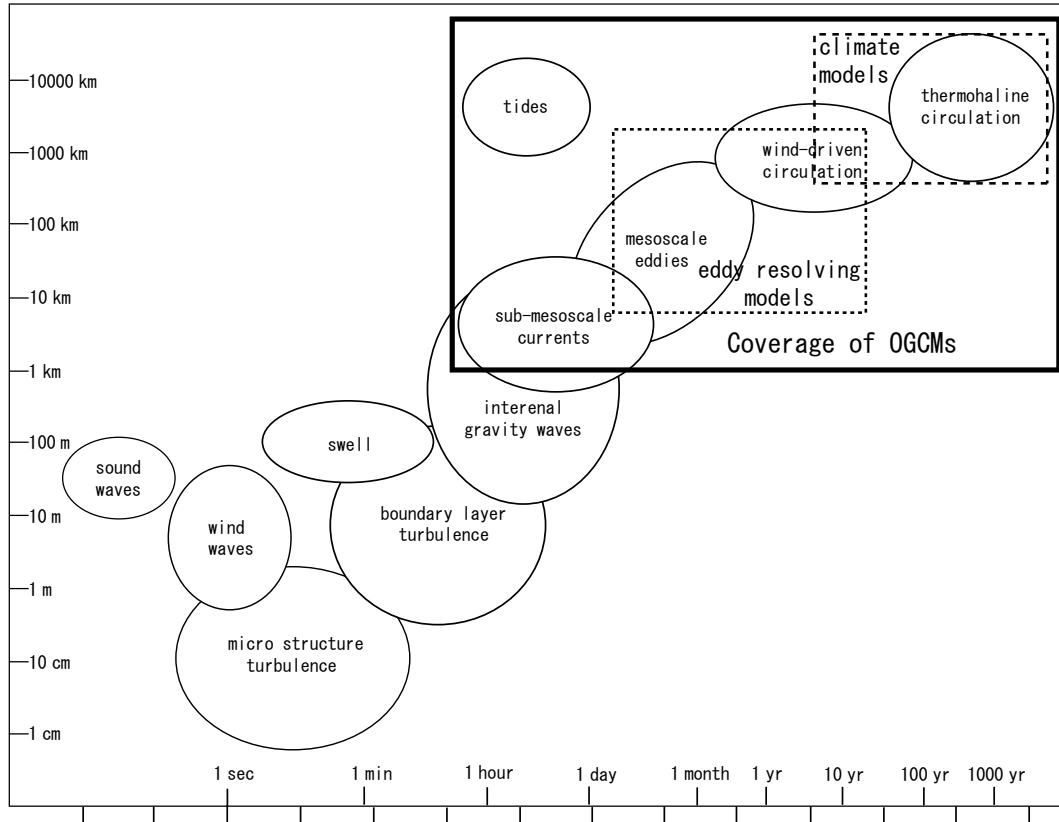 10000 km
1000 km
100 km
10 km
1 km
100 m
10 m
1 m
10 cm
1 cm
climate
models
thermohaline
circulation
tides
wind-driven
circulation
mesoscale
eddies
eddy resolving
models
sub-mesoscale
currents
Coverage of OGCMs
interenal
gravity waves
swell
sound
waves
boundary layer
turbulence
wind
waves
micro structure
turbulence
1 sec
1 min
1 hour
1 day
1 month
1 yr
10 yr
100 yr
1000 yr